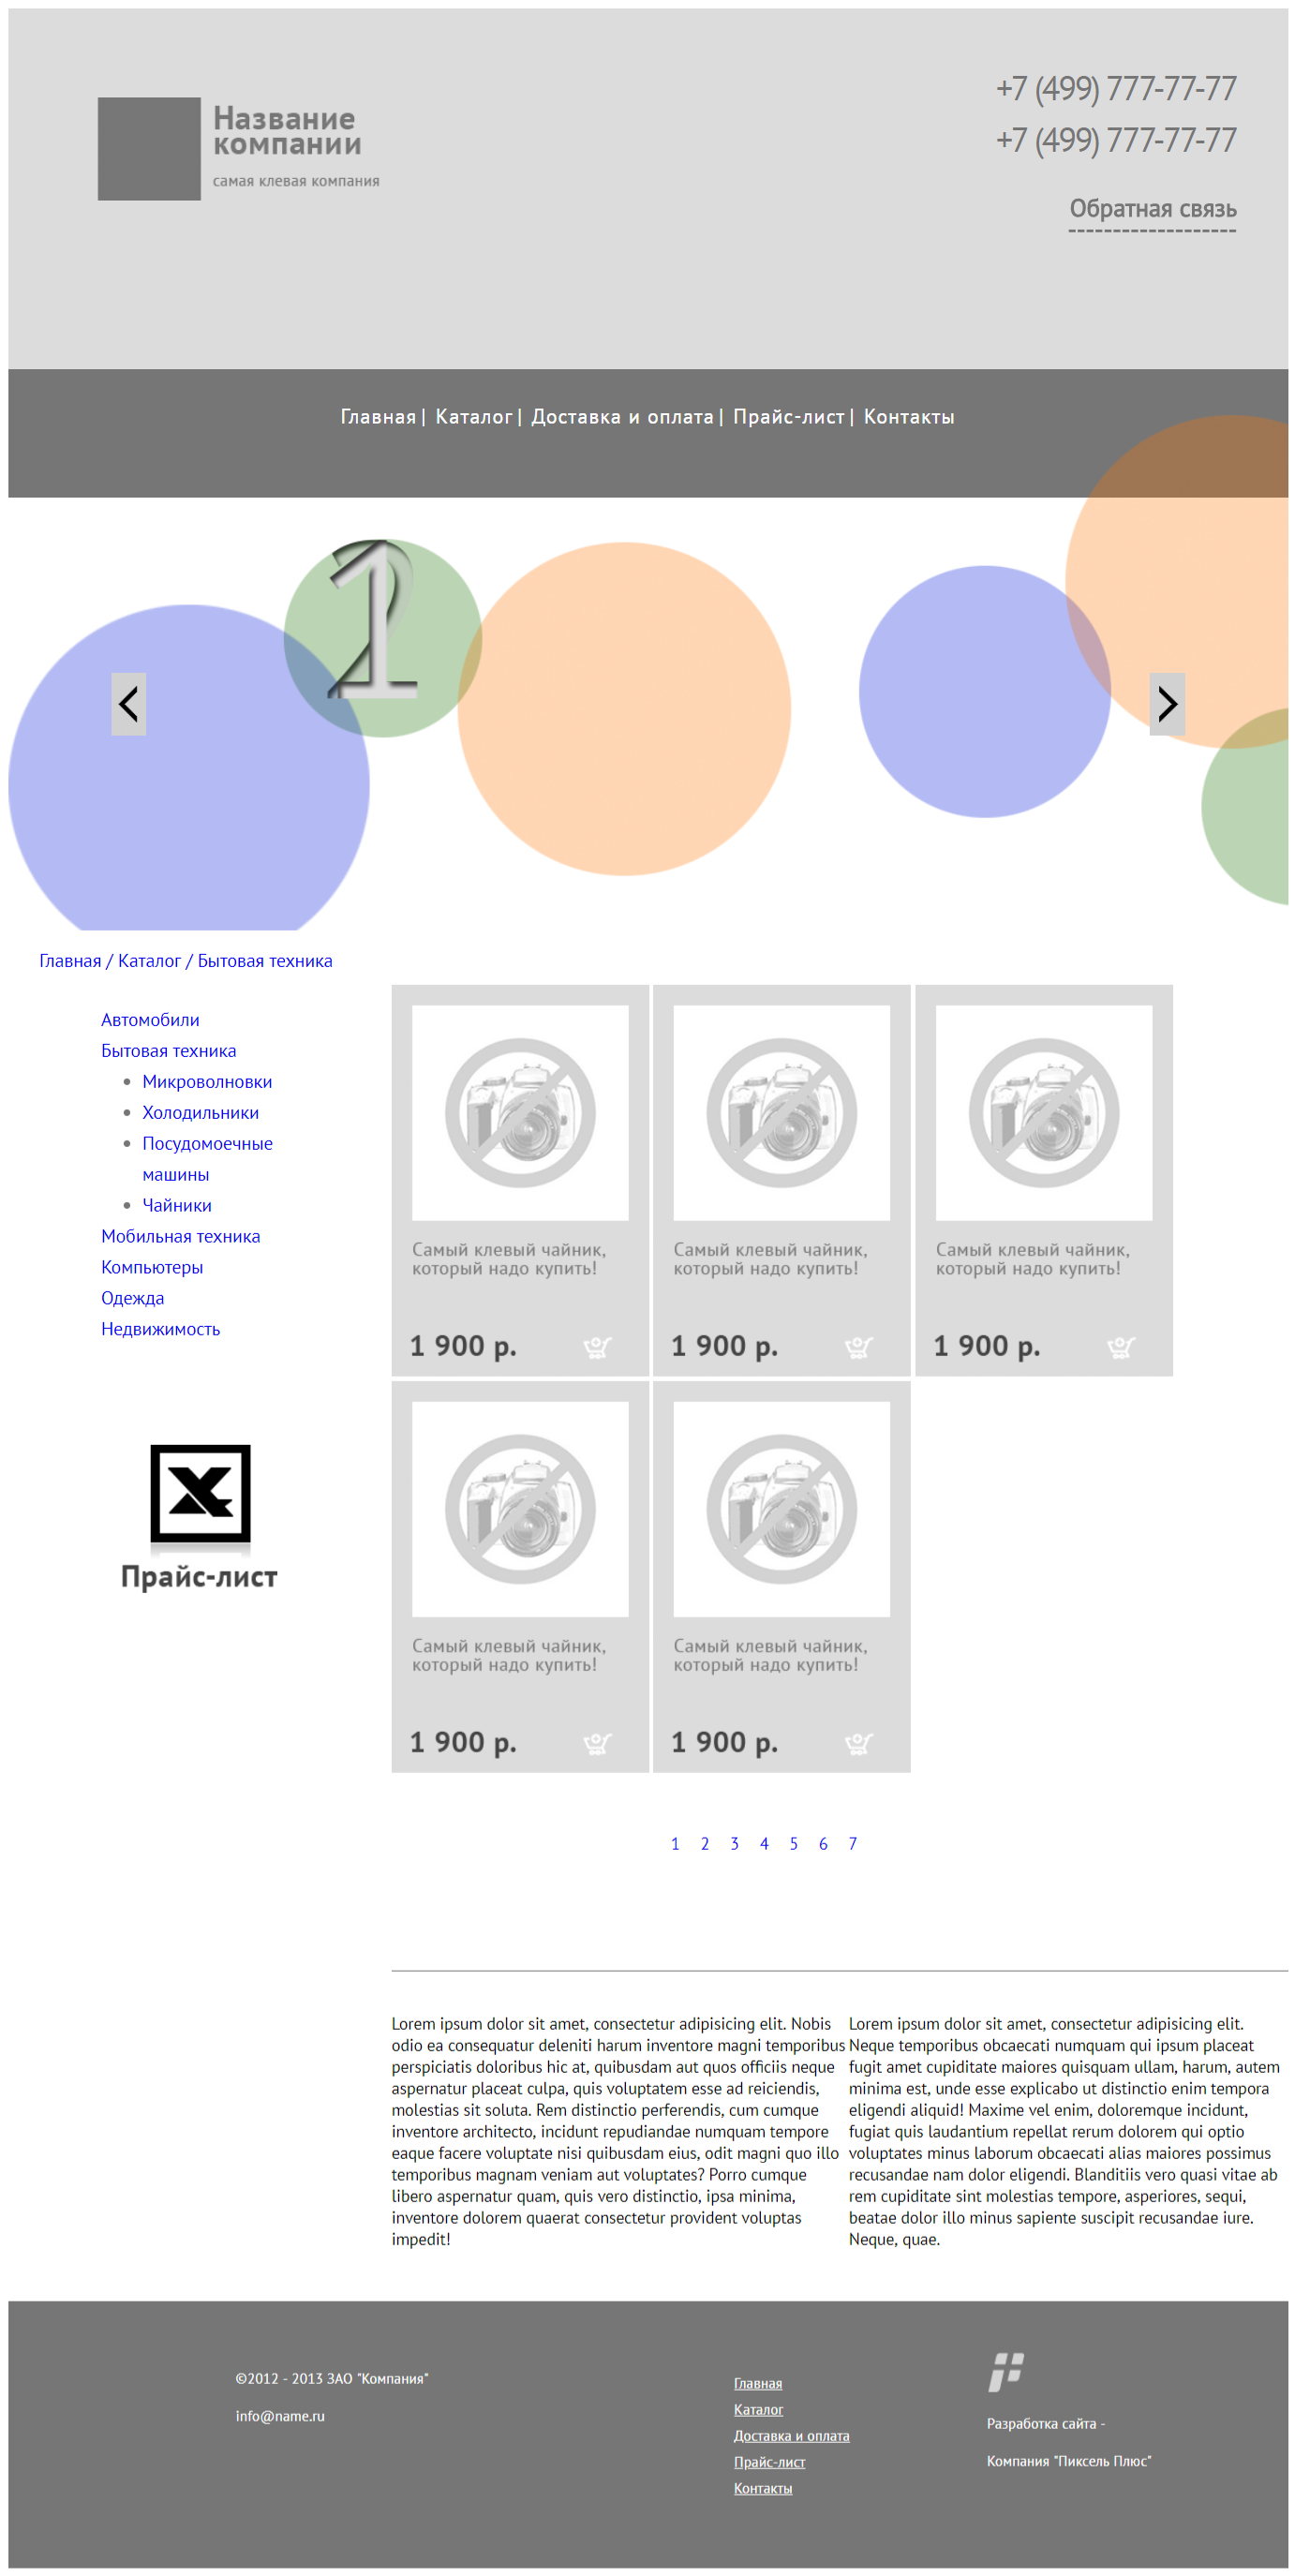 Название
компании
самая клевая компания
+7 (499) 777-77-77
+7 (499) 777-77-77
Обратная связь
Главная | Каталог | Доставка и оплата | Прайс-лист | Контакты
1
2
Главная / Каталог / Бытовая техника
Автомобили
Бытовая техника
Микроволновки
Холодильники
Посудомоечные
машины
Чайники
Мобильная техника
Компьютеры
Одежда
Недвижимость
Прайс-лист
Самый клевый чайник,
который надо купить!
1 900 р.
Самый клевый чайник,
который надо купить!
1 900 р.
Самый клевый чайник,
который надо купить!
1 900 р.
Самый клевый чайник,
который надо купить!
1 900 р.
Самый клевый чайник,
который надо купить!
1 900 р.
1 2 3 4 5 6 7
Lorem ipsum dolor sit amet, consectetur adipisicing elit. Nobis
odio ea consequatur deleniti harum inventore magni temporibus
perspiciatis doloribus hic at, quibusdam aut quos officiis neque
aspernatur placeat culpa, quis voluptatem esse ad reiciendis,
molestias sit soluta. Rem distinctio perferendis, cum cumque
inventore architecto, incidunt repudiandae numquam tempore
eaque facere voluptate nisi quibusdam eius, odit magni quo illo
temporibus magnam veniam aut voluptates? Porro cumque
libero aspernatur quam, quis vero distinctio, ipsa minima,
inventore dolorem quaerat consectetur provident voluptas
impedit!
Lorem ipsum dolor sit amet, consectetur adipisicing elit.
Neque temporibus obcaecati numquam qui ipsum placeat
fugit amet cupiditate maiores quisquam ullam, harum, autem
minima est, unde esse explicabo ut distinctio enim tempora
eligendi aliquid! Maxime vel enim, doloremque incidunt,
fugiat quis laudantium repellat rerum dolorem qui optio
voluptates minus laborum obcaecati alias maiores possimus
recusandae nam dolor eligendi. Blanditiis vero quasi vitae ab
rem cupiditate sint molestias tempore, asperiores, sequi,
beatae dolor illo minus sapiente suscipit recusandae iure.
Neque, quae.
©2012 - 2013 ЗАО "Компания"
info@name.ru
Главная
Каталог
Доставка и оплата
Прайс-лист
Контакты
Разработка сайта -
Компания "Пиксель Плюс"